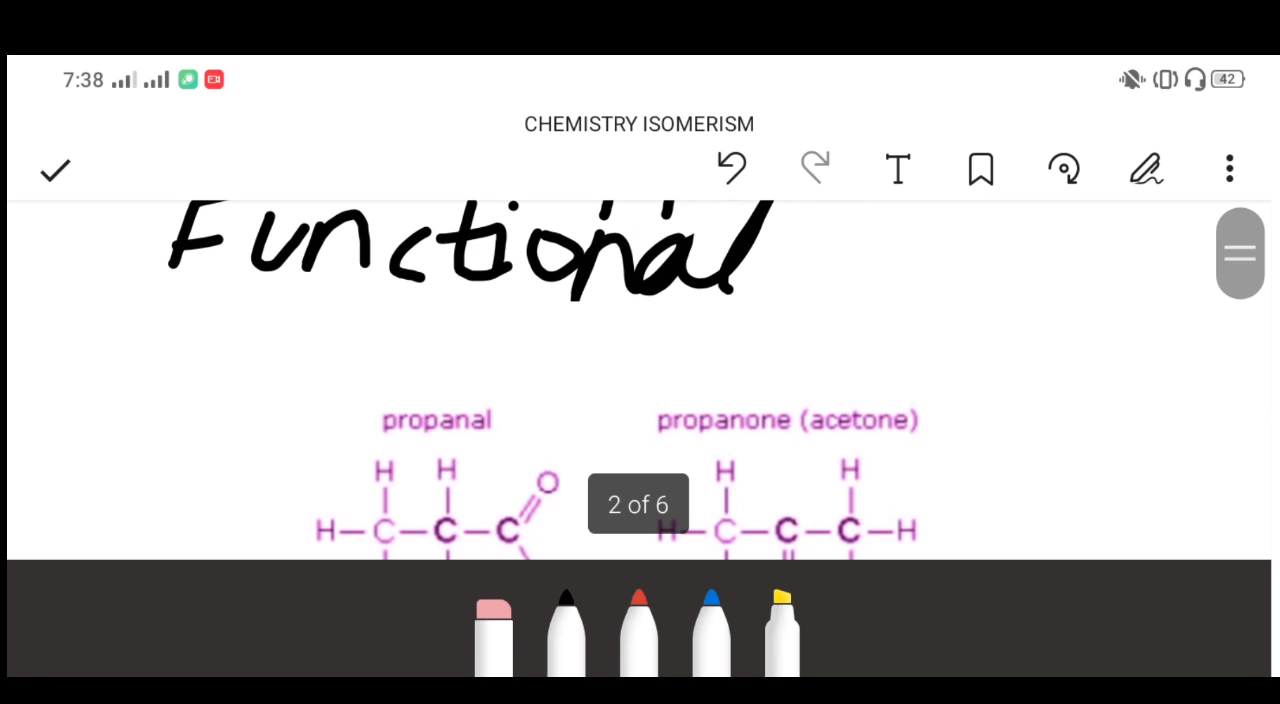 7:38
42
CHEMISTRY ISOMERISM
T
Functional
propanal propanone (acetone)
H H O H H
2 of 6
H-C-C-C H-C-C-C-H